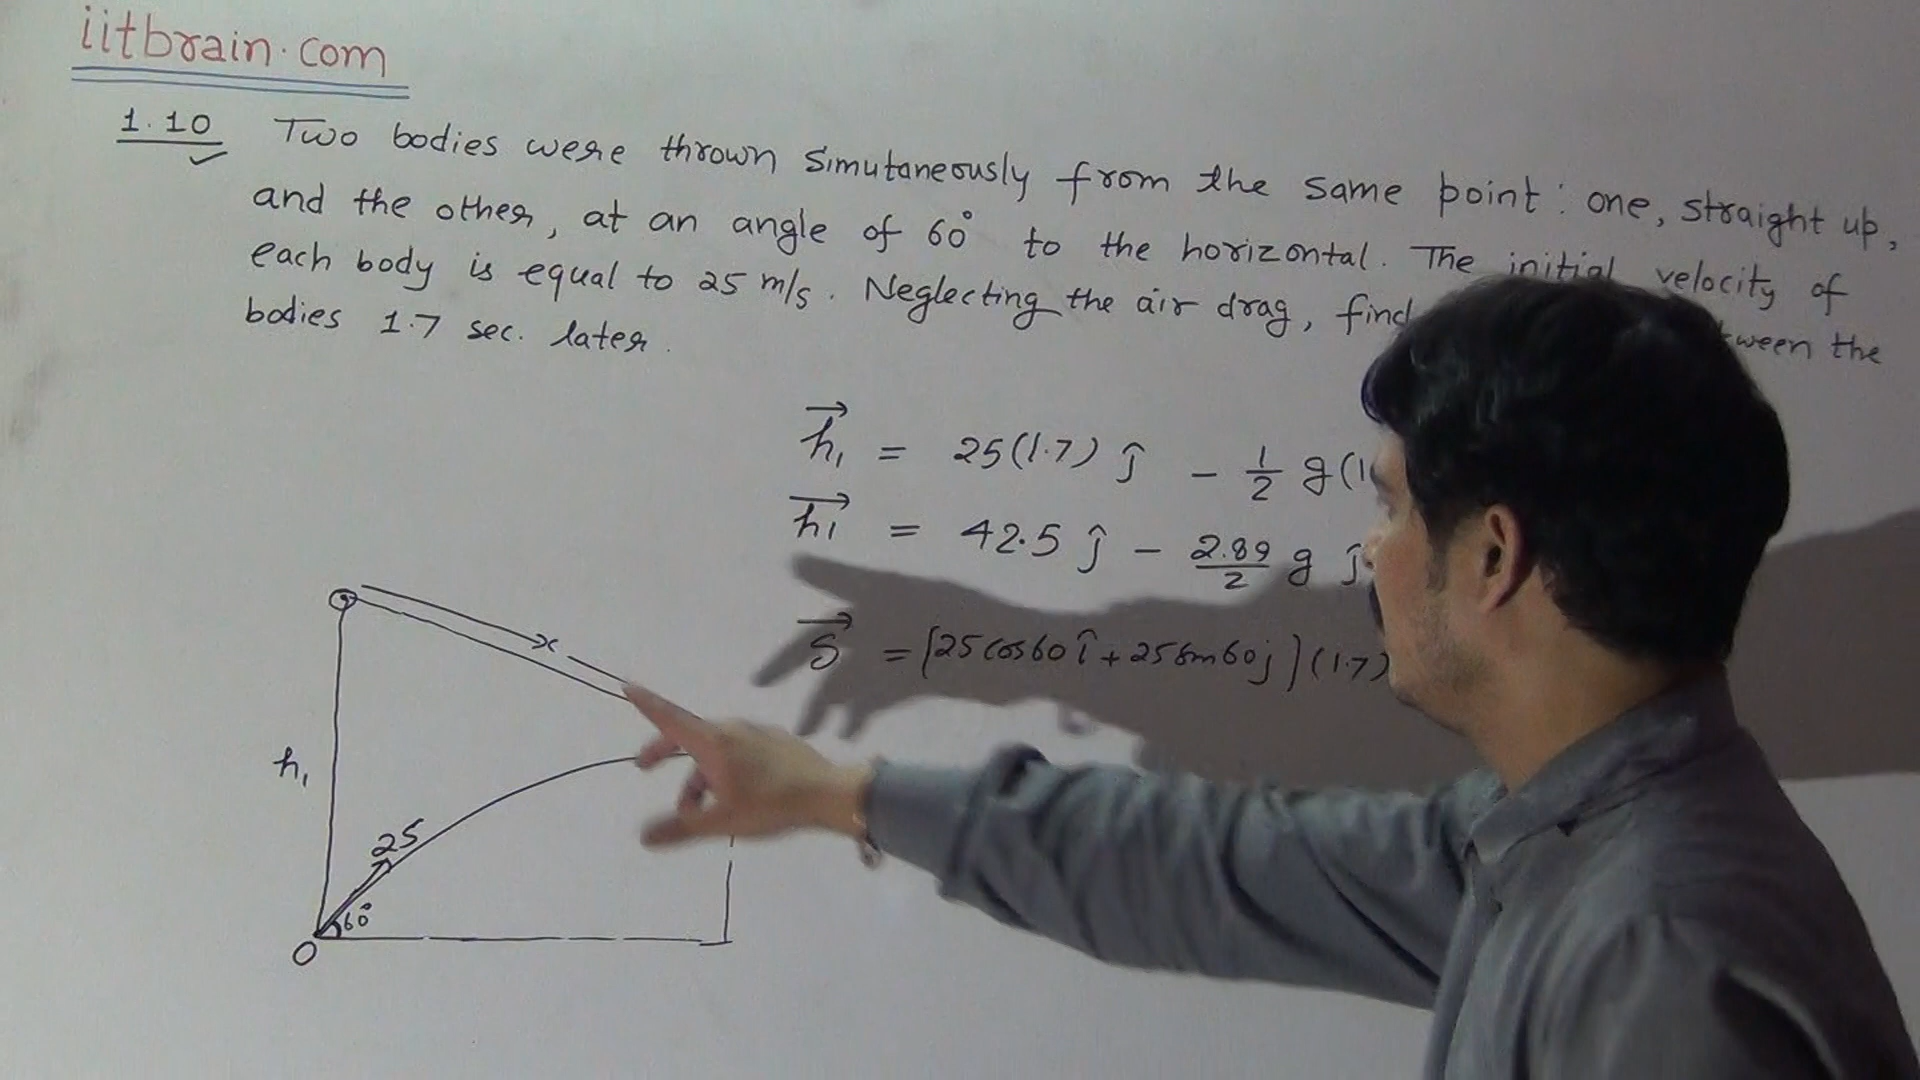 iitbrain.com
1.10 Two bodies were thrown simutaneously from the same point: one, straight up,
and the other, at an angle of 60° to the horizontal. The initial velocity of
each body is equal to 25 m/s. Neglecting the air drag, find between the
bodies 1.7 sec. later.
h₁ = 25(1.7) ĵ - 1/2 g(1
h₁ = 42.5 ĵ - 2.89/2 g ĵ
S = [25 cos60 î + 25 sin60 j](1.7)
x
h₁
25
60°
O